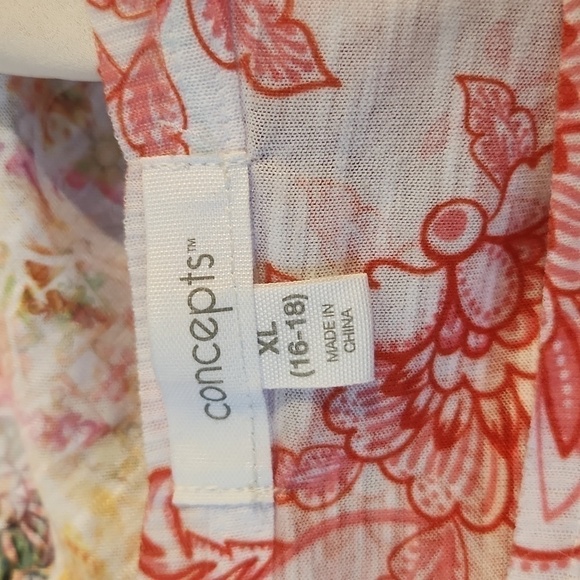 concepts™
XL
(16-18)
MADE IN
CHINA